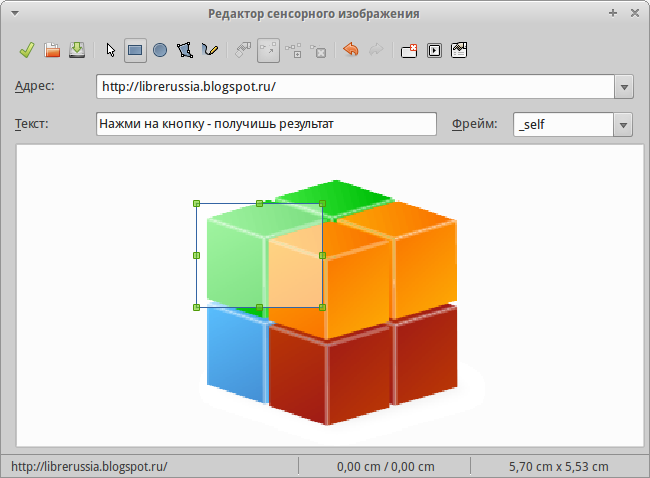 Редактор сенсорного изображения
Адрес:
http://librerussia.blogspot.ru/
Текст:
Нажми на кнопку - получишь результат
Фрейм:
_self
http://librerussia.blogspot.ru/
0,00 cm / 0,00 cm
5,70 cm x 5,53 cm